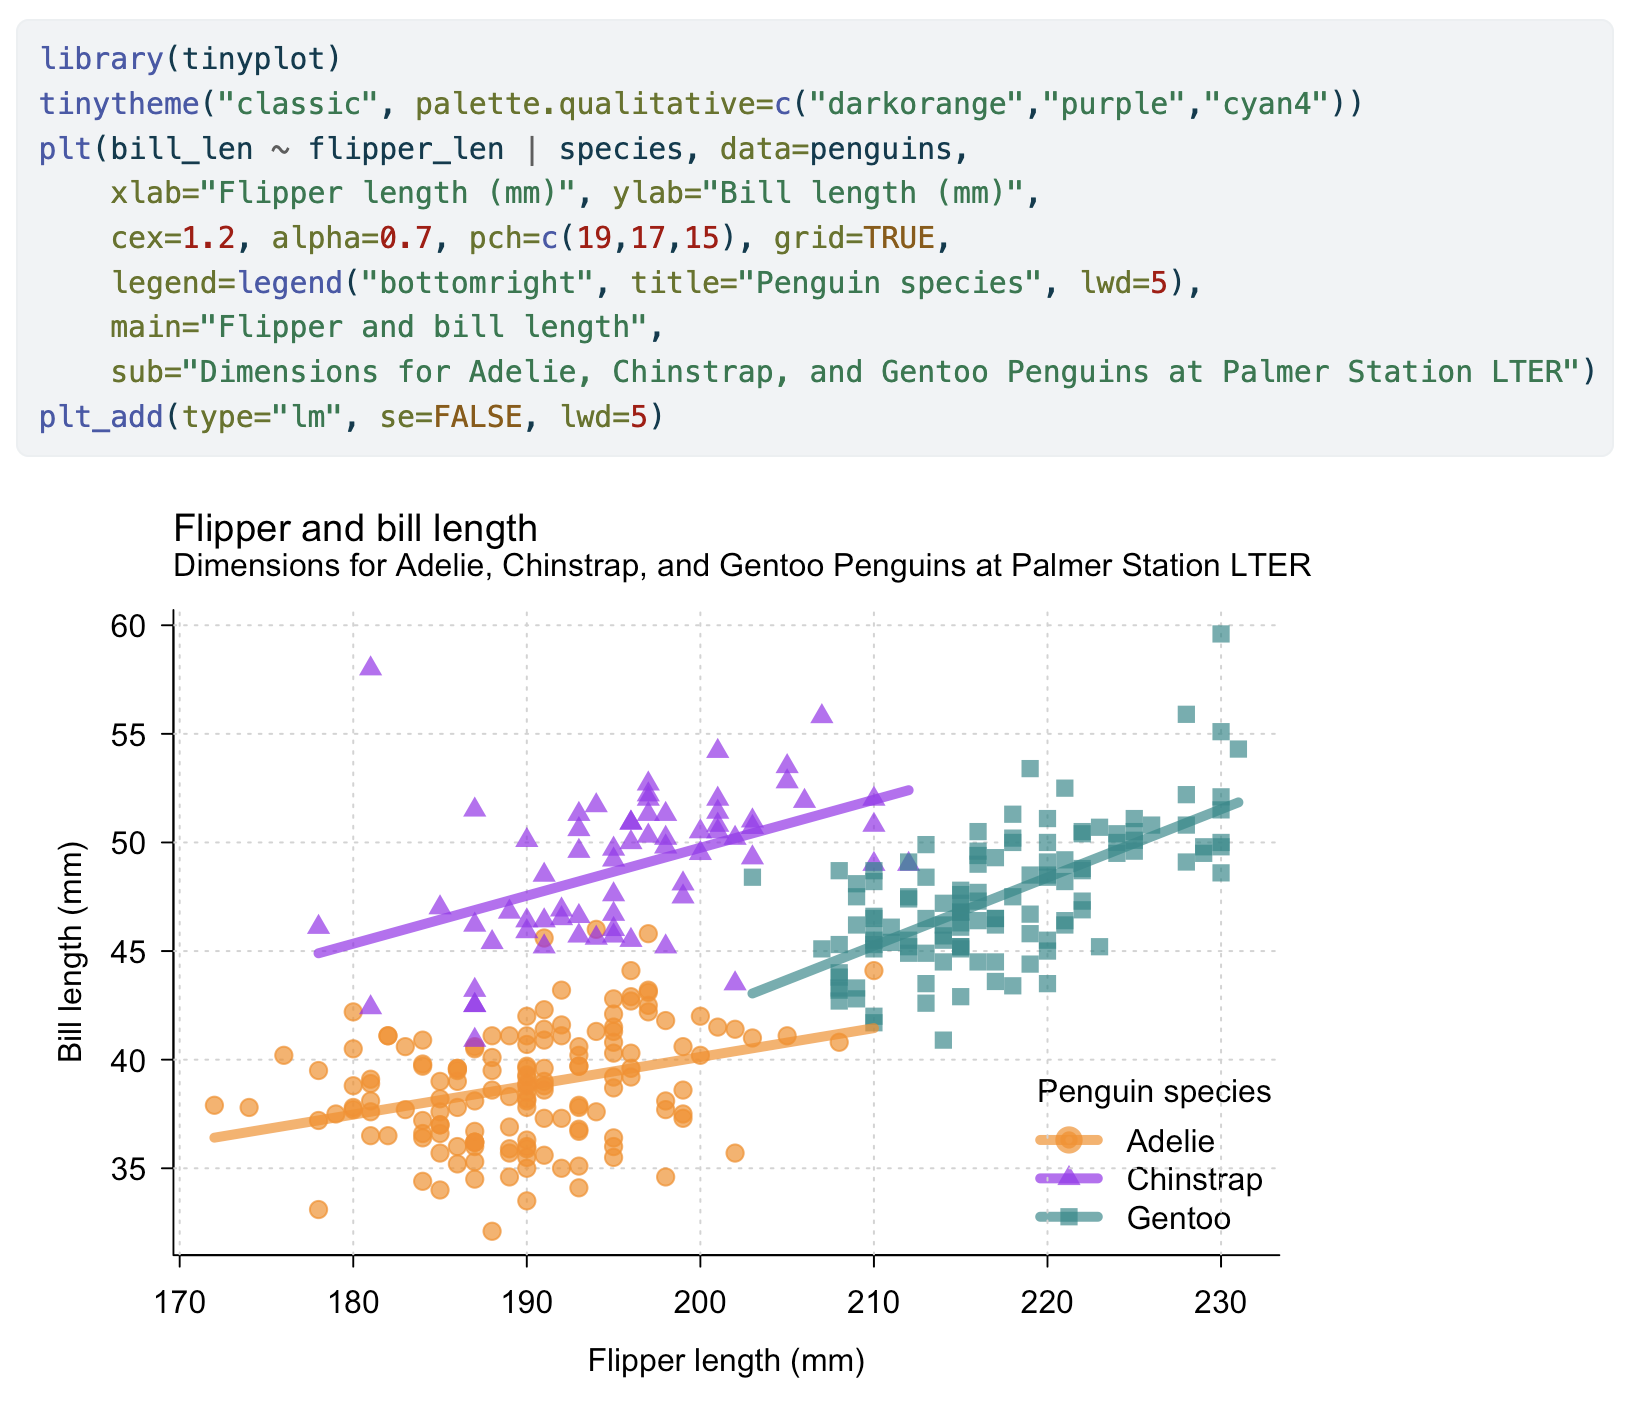 library(tinyplot)
tinytheme("classic", palette.qualitative=c("darkorange","purple","cyan4"))
plt(bill_len ~ flipper_len | species, data=penguins,
    xlab="Flipper length (mm)", ylab="Bill length (mm)",
    cex=1.2, alpha=0.7, pch=c(19,17,15), grid=TRUE,
    legend=legend("bottomright", title="Penguin species", lwd=5),
    main="Flipper and bill length",
    sub="Dimensions for Adelie, Chinstrap, and Gentoo Penguins at Palmer Station LTER")
plt_add(type="lm", se=FALSE, lwd=5)
Flipper and bill length
Dimensions for Adelie, Chinstrap, and Gentoo Penguins at Palmer Station LTER
Bill length (mm)
60
55
50
45
40
35
Penguin species
Adelie
Chinstrap
Gentoo
170 180 190 200 210 220 230
Flipper length (mm)